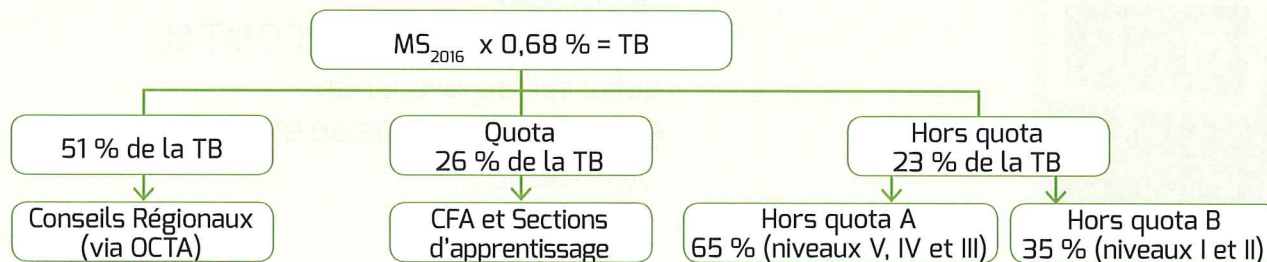 MS2016 x 0,68 % = TB
51 % de la TB
Quota
26 % de la TB
Hors quota
23 % de la TB
Conseils Régionaux
(via OCTA)
CFA et Sections
d'apprentissage
Hors quota A
65 % (niveaux V, IV et III)
Hors quota B
35 % (niveaux I et II)